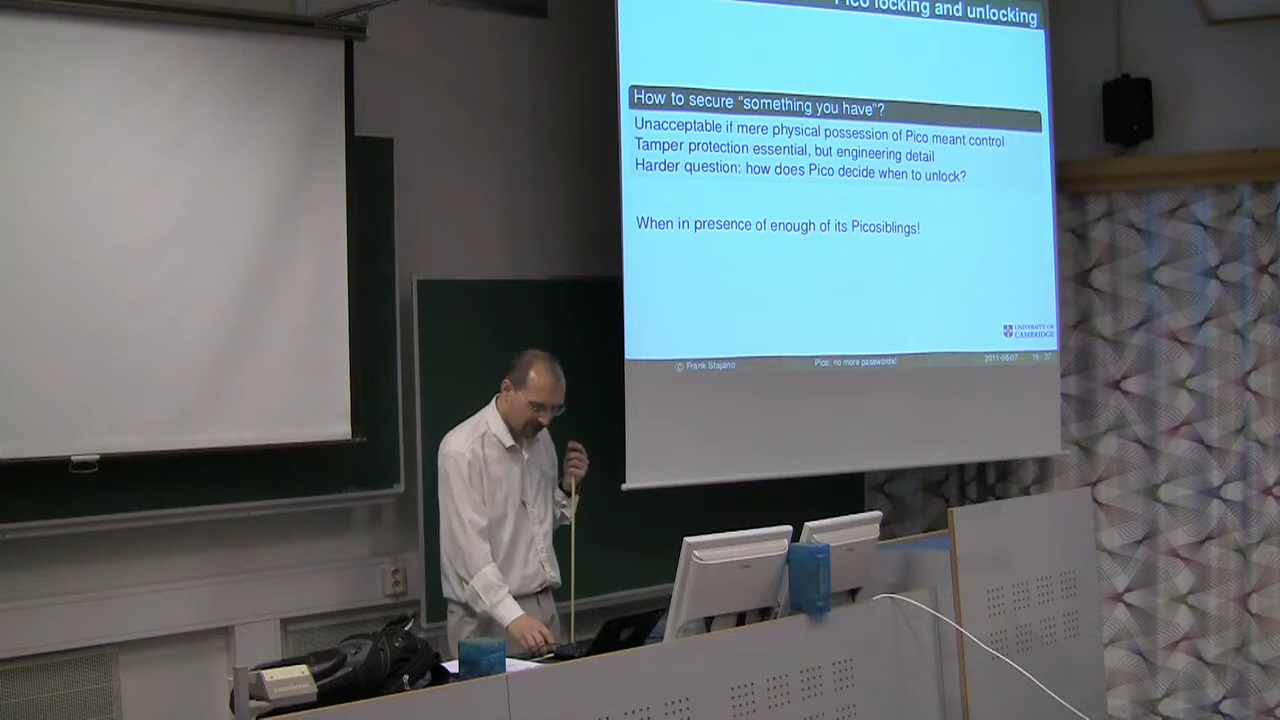 Pico locking and unlocking
How to secure "something you have"?
Unacceptable if mere physical possession of Pico meant control
Tamper protection essential, but engineering detail
Harder question: how does Pico decide when to unlock?
When in presence of enough of its Picosiblings!
UNIVERSITY OF
CAMBRIDGE
© Frank Stajano
Pico: no more passwords!
2011-06-07
19 / 37